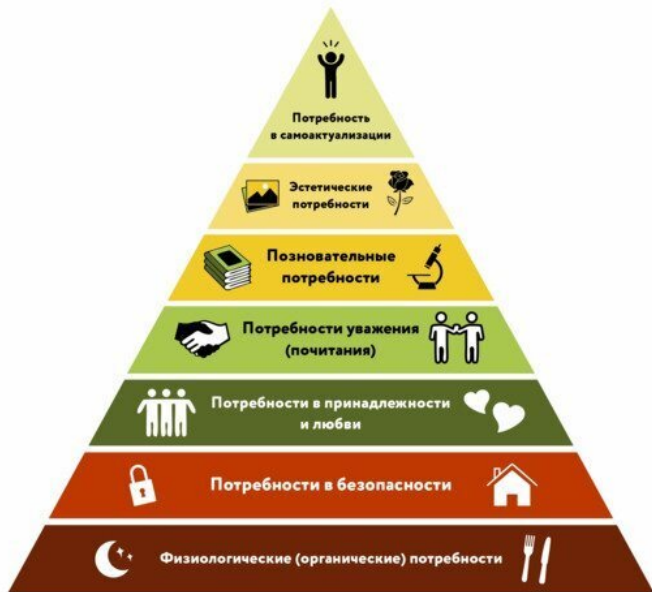 Потребность
в самоактуализации
Эстетические
потребности
Позновательные
потребности
Потребности уважения
(почитания)
Потребности в принадлежности
и любви
Потребности в безопасности
Физиологические (органические) потребности